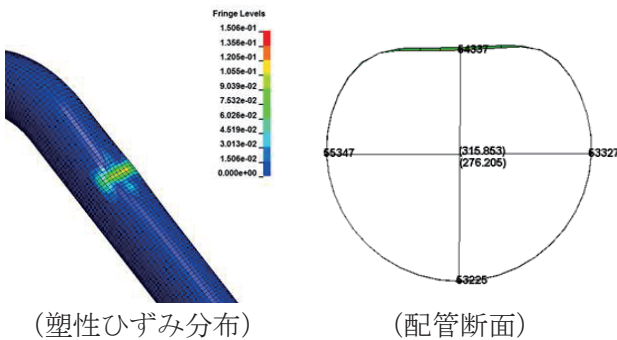 Fringe Levels
1.506e-01
1.356e-01
1.205e-01
1.055e-01
9.039e-02
7.532e-02
6.026e-02
4.519e-02
3.013e-02
1.506e-02
0.000e+00
54337
55347
(315.853)
(276.205)
53327
53225
(塑性ひずみ分布)
(配管断面)